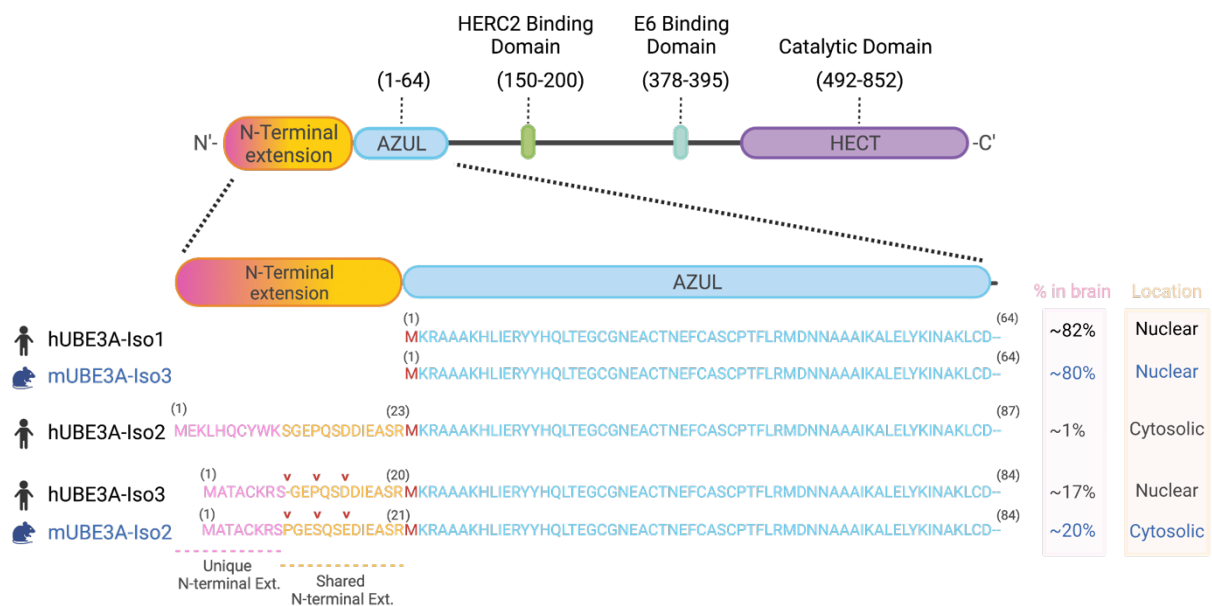 HERC2 Binding
Domain
E6 Binding
Domain
Catalytic Domain
(1-64)
(150-200)
(378-395)
(492-852)
N'-
N-Terminal
extension
AZUL
HECT
-C'
N-Terminal
extension
AZUL
% in brain
Location
(1)
(64)
hUBE3A-Iso1
MKRAAAKHLIERYYHQLTEGCGNEACTNEFCASCPTFLRMDNNAAAIKALELYKINAKLCD--
~82%
Nuclear
(1)
(64)
mUBE3A-Iso3
MKRAAAKHLIERYYHQLTEGCGNEACTNEFCASCPTFLRMDNNAAAIKALELYKINAKLCD--
~80%
Nuclear
(1)
(23)
(87)
hUBE3A-Iso2
MEKLHQCYWKSGEPQSDDIEASRMKRAAAKHLIERYYHQLTEGCGNEACTNEFCASCPTFLRMDNNAAAIKALELYKINAKLCD--
~1%
Cytosolic
(1)
v v v
(20)
(84)
hUBE3A-Iso3
MATACKRS-GEPQSDDIEASRMKRAAAKHLIERYYHQLTEGCGNEACTNEFCASCPTFLRMDNNAAAIKALELYKINAKLCD--
~17%
Nuclear
(1)
v v v
(21)
(84)
mUBE3A-Iso2
MATACKRSPGESQSEDIEASRMKRAAAKHLIERYYHQLTEGCGNEACTNEFCASCPTFLRMDNNAAAIKALELYKINAKLCD--
~20%
Cytosolic
Unique
N-terminal Ext.
Shared
N-terminal Ext.